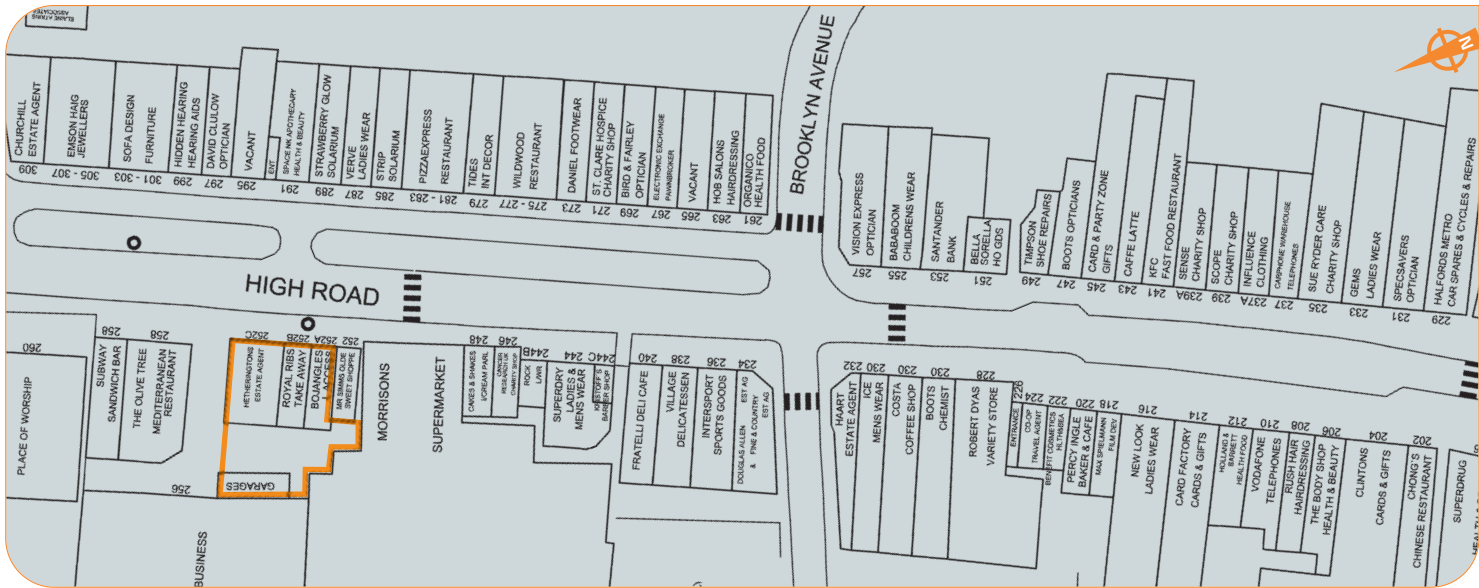 ELAINE ATKINS
ASSOCIATES
CHURCHILL
ESTATE AGENT
309
EMSON HAIG
JEWELLERS
305 - 307
SOFA DESIGN
FURNITURE
301 - 303
HIDDEN HEARING
HEARING AIDS
299
DAVID CLULOW
OPTICIAN
297
VACANT
295
ENT
SPACE NK APOTHECARY
HEALTH & BEAUTY
291
STRAWBERRY GLOW
SOLARIUM
289
VERVE
LADIES WEAR
287
STRIP
SOLARIUM
285
PIZZAEXPRESS
RESTAURANT
281 - 283
TIDES
INT DECOR
279
WILDWOOD
RESTAURANT
275 - 277
DANIEL FOOTWEAR
273
ST. CLARE HOSPICE
CHARITY SHOP
271
BIRD & FAIRLEY
OPTICIAN
269
ELECTRONIC EXCHANGE
PAWNBROKER
267
VACANT
265
HOB SALONS
HAIRDRESSING
263
ORGANICO
HEALTH FOOD
261
BROOKLYN AVENUE
VISION EXPRESS
OPTICIAN
257
BABABOOM
CHILDRENS WEAR
255
SANTANDER
BANK
253
BELLA
SORELLA
HO GDS
251
TIMPSON
SHOE REPAIRS
249
BOOTS OPTICIANS
247
CARD & PARTY ZONE
GIFTS
245
CAFFE LATTE
243
KFC
FAST FOOD RESTAURANT
241
SENSE
CHARITY SHOP
239A
SCOPE
CHARITY SHOP
239
INFLUENCE
CLOTHING
237A
CARPHONE WAREHOUSE
TELEPHONES
237
SUE RYDER CARE
CHARITY SHOP
235
GEMS
LADIES WEAR
233
SPECSAVERS
OPTICIAN
231
HALFORDS METRO
CAR SPARES & CYCLES & REPAIRS
229
N
HIGH ROAD
260
PLACE OF WORSHIP
258
SUBWAY
SANDWICH BAR
258
THE OLIVE TREE
MEDITERRANEAN
RESTAURANT
256
BUSINESS
252C
HETHERINGTONS
ESTATE AGENT
252B
ROYAL RIBS
TAKE AWAY
252A
BOJANGLES
L ACCESS
252
MR SIMMS OLDE
SWEET SHOPPE
GARAGES
MORRISONS
SUPERMARKET
248
CAKES & SHAKES
I/CREAM PARL
246
CANCER
RESEARCH UK
CHARITY SHOP
244B
ROCK
L/WR
244
SUPERDRY
LADIES &
MENS WEAR
244C
KRISTOFF'S
BARBER SHOP
240
FRATELLI DELI CAFE
238
VILLAGE
DELICATESSEN
236
INTERSPORT
SPORTS GOODS
234
DOUGLAS ALLEN EST AG
& FINE & COUNTRY EST AG
232
HAART
ESTATE AGENT
230
ICE
MENS WEAR
230
COSTA
COFFEE SHOP
230
BOOTS
CHEMIST
228
ROBERT DYAS
VARIETY STORE
226
ENTRANCE
224
CO-OP
TRAVEL AGENT
222
BENEFIT COSMETICS
HLTH&BEA
220
PERCY INGLE
BAKER & CAFE
218
MAX SPIELMANN
FILM DEV
216
NEW LOOK
LADIES WEAR
214
CARD FACTORY
CARDS & GIFTS
212
HOLLAND &
BARRETT
HEALTH FOOD
210
VODAFONE
TELEPHONES
208
RUSH HAIR
HAIRDRESSING
206
THE BODY SHOP
HEALTH & BEAUTY
204
CLINTONS
CARDS & GIFTS
202
CHONG'S
CHINESE RESTAURANT
SUPERDRUG